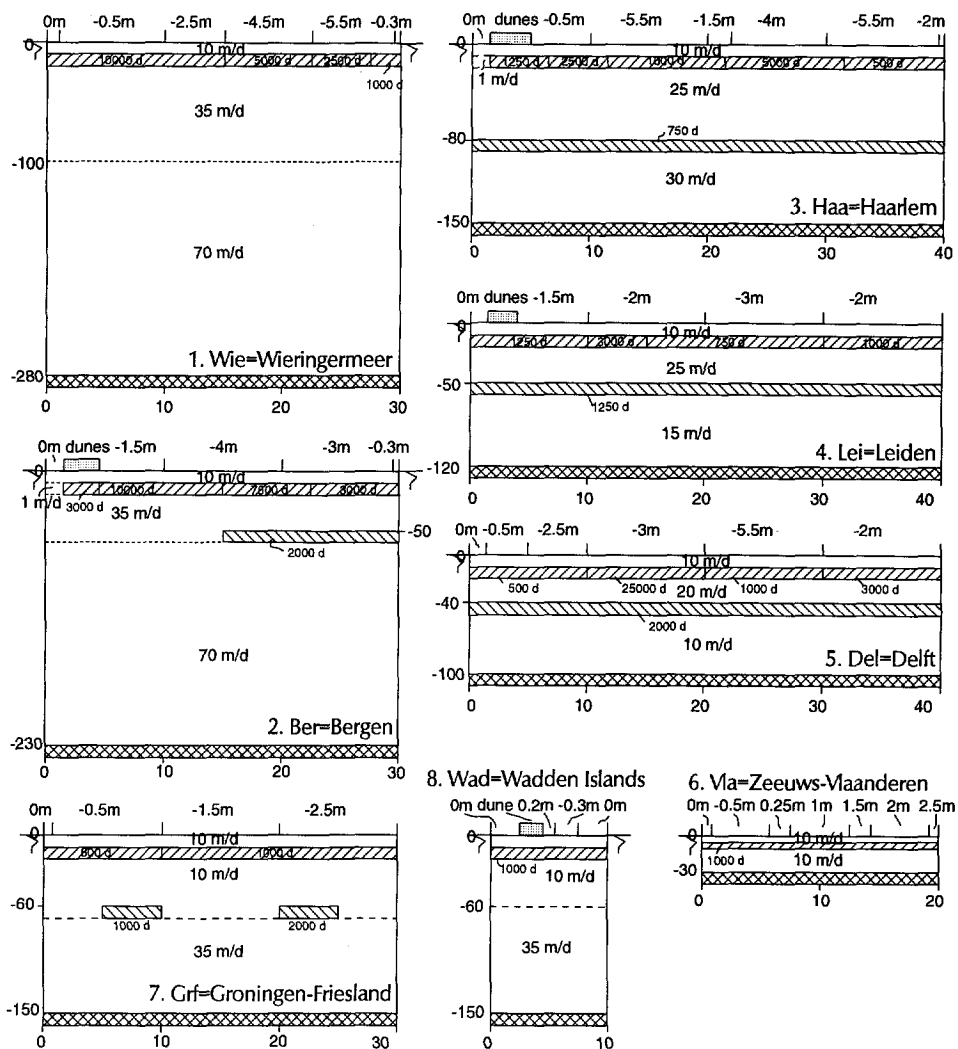 0m -0.5m -2.5m -4.5m -5.5m -0.3m
0
10 m/d
10000 d 5000 d 2500 d
1000 d
35 m/d
-100
70 m/d
1. Wie=Wieringermeer
-280
0 10 20 30
0m dunes -1.5m -4m -3m -0.3m
0
10 m/d
10000 d 7500 d 3000 d
1 m/d 3000 d 35 m/d
-50
2000 d
70 m/d
2. Ber=Bergen
-230
0 10 20 30
0m -0.5m -1.5m -2.5m
0
10 m/d
800 d
10 m/d
-60
1000 d 2000 d
35 m/d
7. Grf=Groningen-Friesland
-150
0 10 20 30
0m dunes -0.5m -5.5m -1.5m -4m -5.5m -2m
0
10 m/d
1250 d 2500 d 5000 d 500 d
1 m/d
25 m/d
-80
750 d
30 m/d
3. Haa=Haarlem
-150
0 10 20 30 40
0m dunes -1.5m -2m -3m -2m
0
10 m/d
1250 d 3000 d 750 d 1000 d
25 m/d
-50
1250 d
15 m/d
4. Lei=Leiden
-120
0 10 20 30 40
0m -0.5m -2.5m -3m -5.5m -2m
0
10 m/d
500 d 25000 d 1000 d 3000 d
20 m/d
-40
2000 d
10 m/d
5. Del=Delft
-100
0 10 20 30 40
8. Wad=Wadden Islands
0m dune 0.2m -0.3m 0m
0
1000 d 10 m/d
-60
35 m/d
-150
0 10
6. Vla=Zeeuws-Vlaanderen
0m -0.5m 0.25m 1m 1.5m 2m 2.5m
0
10 m/d
1000 d 10 m/d
-30
0 10 20